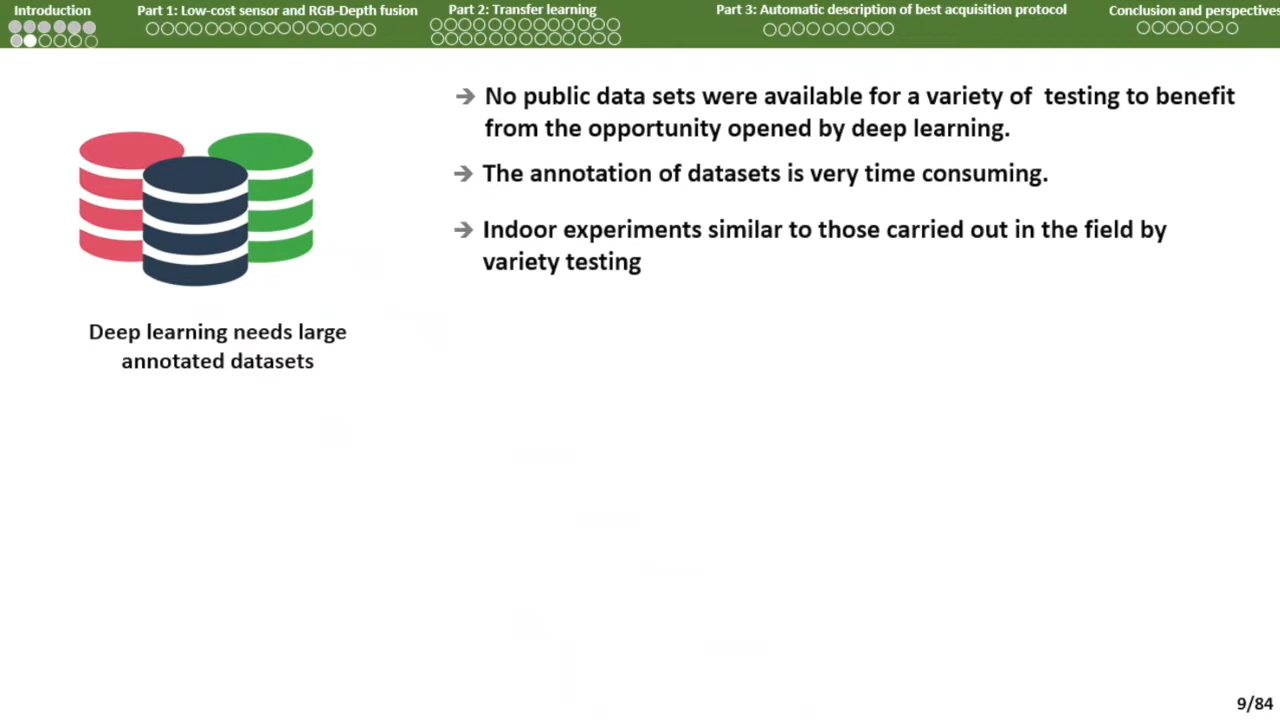 Introduction
Part 1: Low-cost sensor and RGB-Depth fusion
Part 2: Transfer learning
Part 3: Automatic description of best acquisition protocol
Conclusion and perspectives
No public data sets were available for a variety of testing to benefit
from the opportunity opened by deep learning.
The annotation of datasets is very time consuming.
Indoor experiments similar to those carried out in the field by
variety testing
Deep learning needs large
annotated datasets
9/84